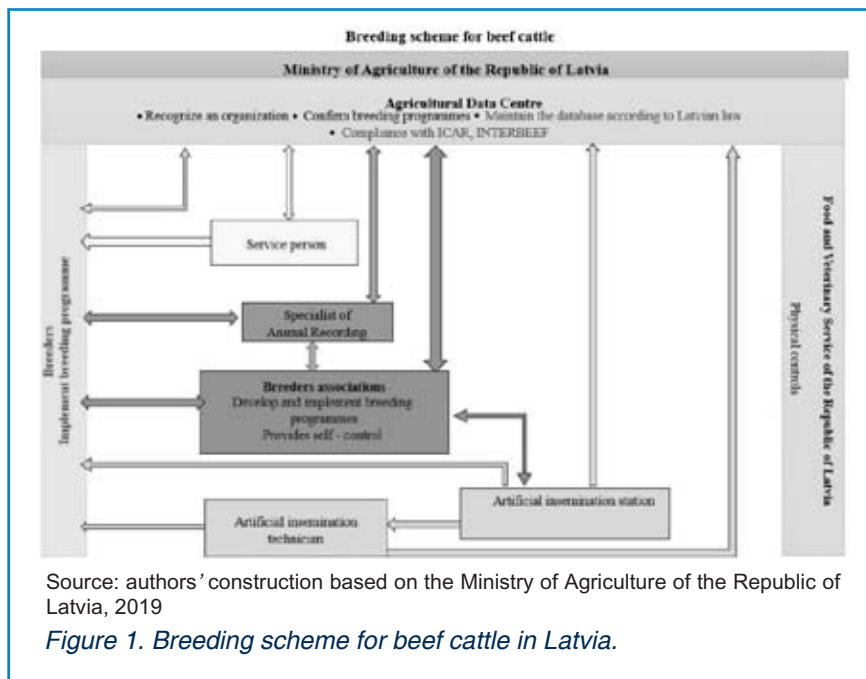 Breeding scheme for beef cattle
Ministry of Agriculture of the Republic of Latvia
Agricultural Data Centre
• Recognize an organization • Confirm breeding programmes • Maintain the database according to Latvian law
• Compliance with ICAR, INTERBEEF
Breeders
Implement breeding programme
Service person
Specialist of
Animal Recording
Breeders associations
Develop and implement breeding
programmes
Provides self - control
Artificial insemination station
Artificial insemination
technician
Physical controls
Food and Veterinary Service of the Republic of Latvia
Source: authors' construction based on the Ministry of Agriculture of the Republic of
Latvia, 2019
Figure 1. Breeding scheme for beef cattle in Latvia.